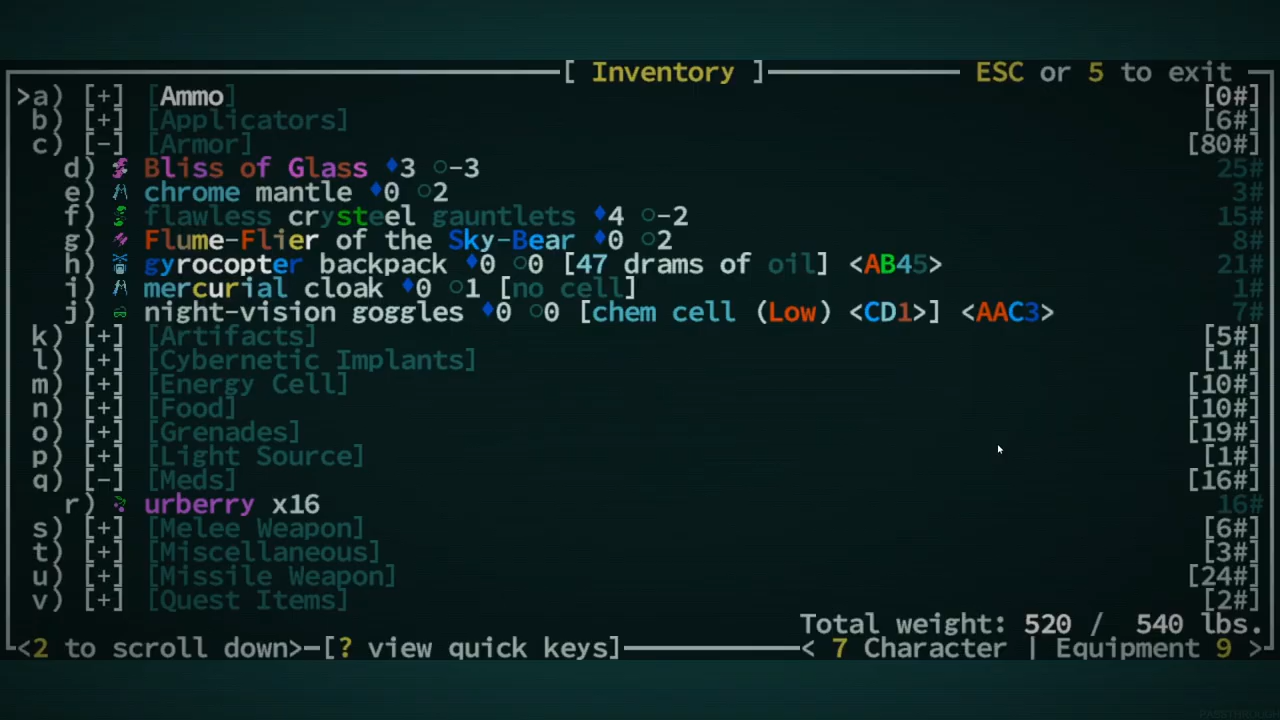 [ Inventory ] ESC or 5 to exit
>a) [+] [Ammo] [0#]
b) [+] [Applicators] [6#]
c) [-] [Armor] [80#]
d) Bliss of Glass ♦3 ○-3 25#
e) chrome mantle ♦0 ○2 3#
f) flawless crysteel gauntlets ♦4 ○-2 15#
g) Flume-Flier of the Sky-Bear ♦0 ○2 8#
h) gyrocopter backpack ♦0 ○0 [47 drams of oil] <AB45> 21#
i) mercurial cloak ♦0 ○1 [no cell] 1#
j) night-vision goggles ♦0 ○0 [chem cell (Low) <CD1>] <AAC3> 7#
k) [+] [Artifacts] [5#]
l) [+] [Cybernetic Implants] [1#]
m) [+] [Energy Cell] [10#]
n) [+] [Food] [10#]
o) [+] [Grenades] [19#]
p) [+] [Light Source] [1#]
q) [-] [Meds] [16#]
r) urberry x16 16#
s) [+] [Melee Weapon] [6#]
t) [+] [Miscellaneous] [3#]
u) [+] [Missile Weapon] [24#]
v) [+] [Quest Items] [2#]
Total weight: 520 / 540 lbs.
<2 to scroll down> [? view quick keys] < 7 Character | Equipment 9 >